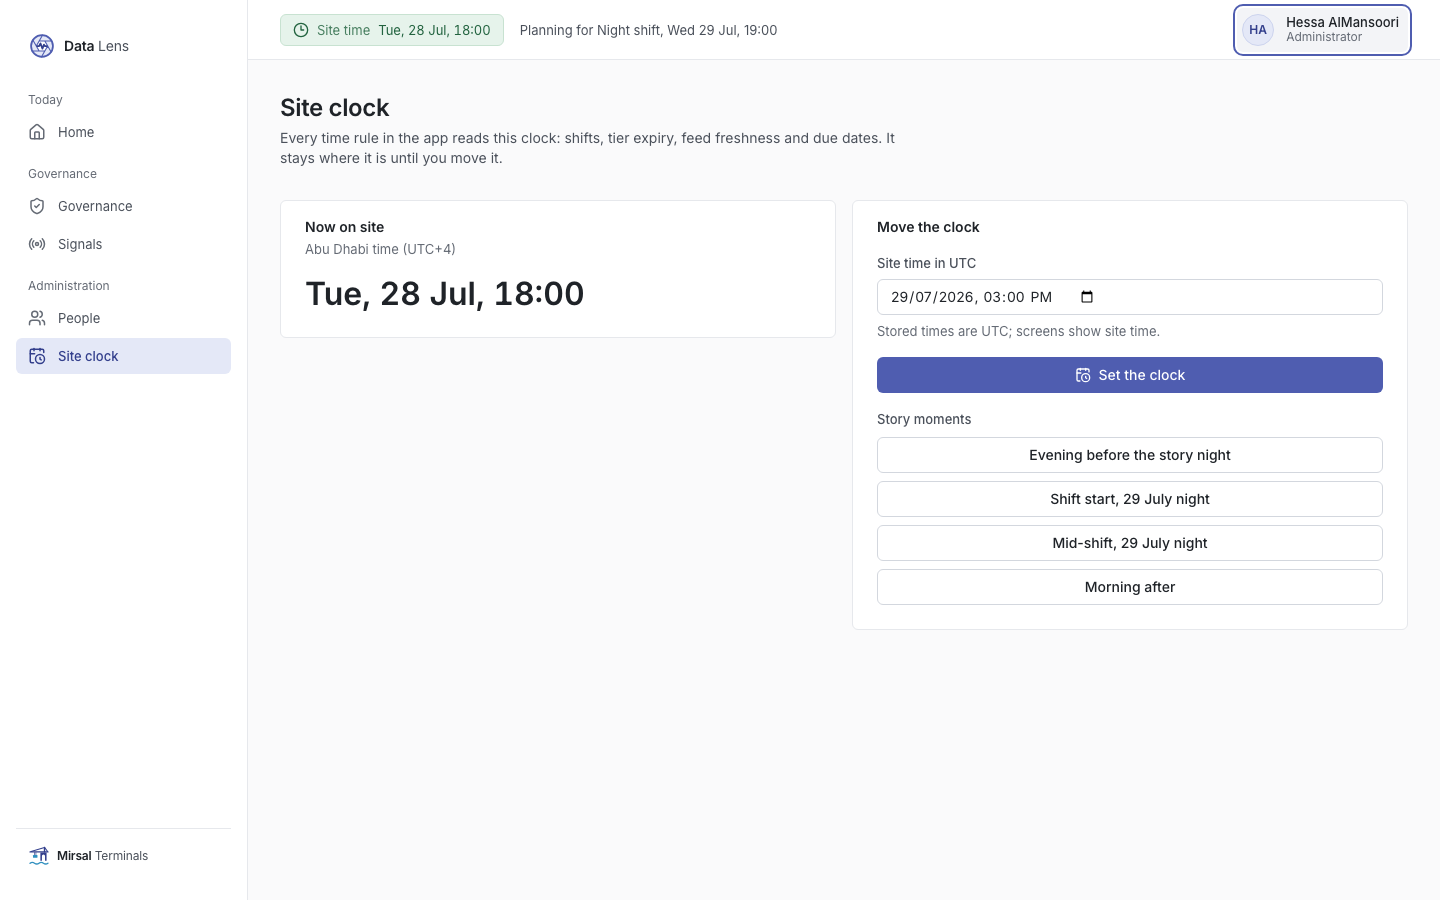 Data Lens
Today
Home
Governance
Governance
Signals
Administration
People
Site clock
Mirsal Terminals
Site time Tue, 28 Jul, 18:00
Planning for Night shift, Wed 29 Jul, 19:00
HA
Hessa AlMansoori
Administrator
Site clock
Every time rule in the app reads this clock: shifts, tier expiry, feed freshness and due dates. It
stays where it is until you move it.
Now on site
Abu Dhabi time (UTC+4)
Tue, 28 Jul, 18:00
Move the clock
Site time in UTC
29/07/2026, 03:00 PM
Stored times are UTC; screens show site time.
Set the clock
Story moments
Evening before the story night
Shift start, 29 July night
Mid-shift, 29 July night
Morning after